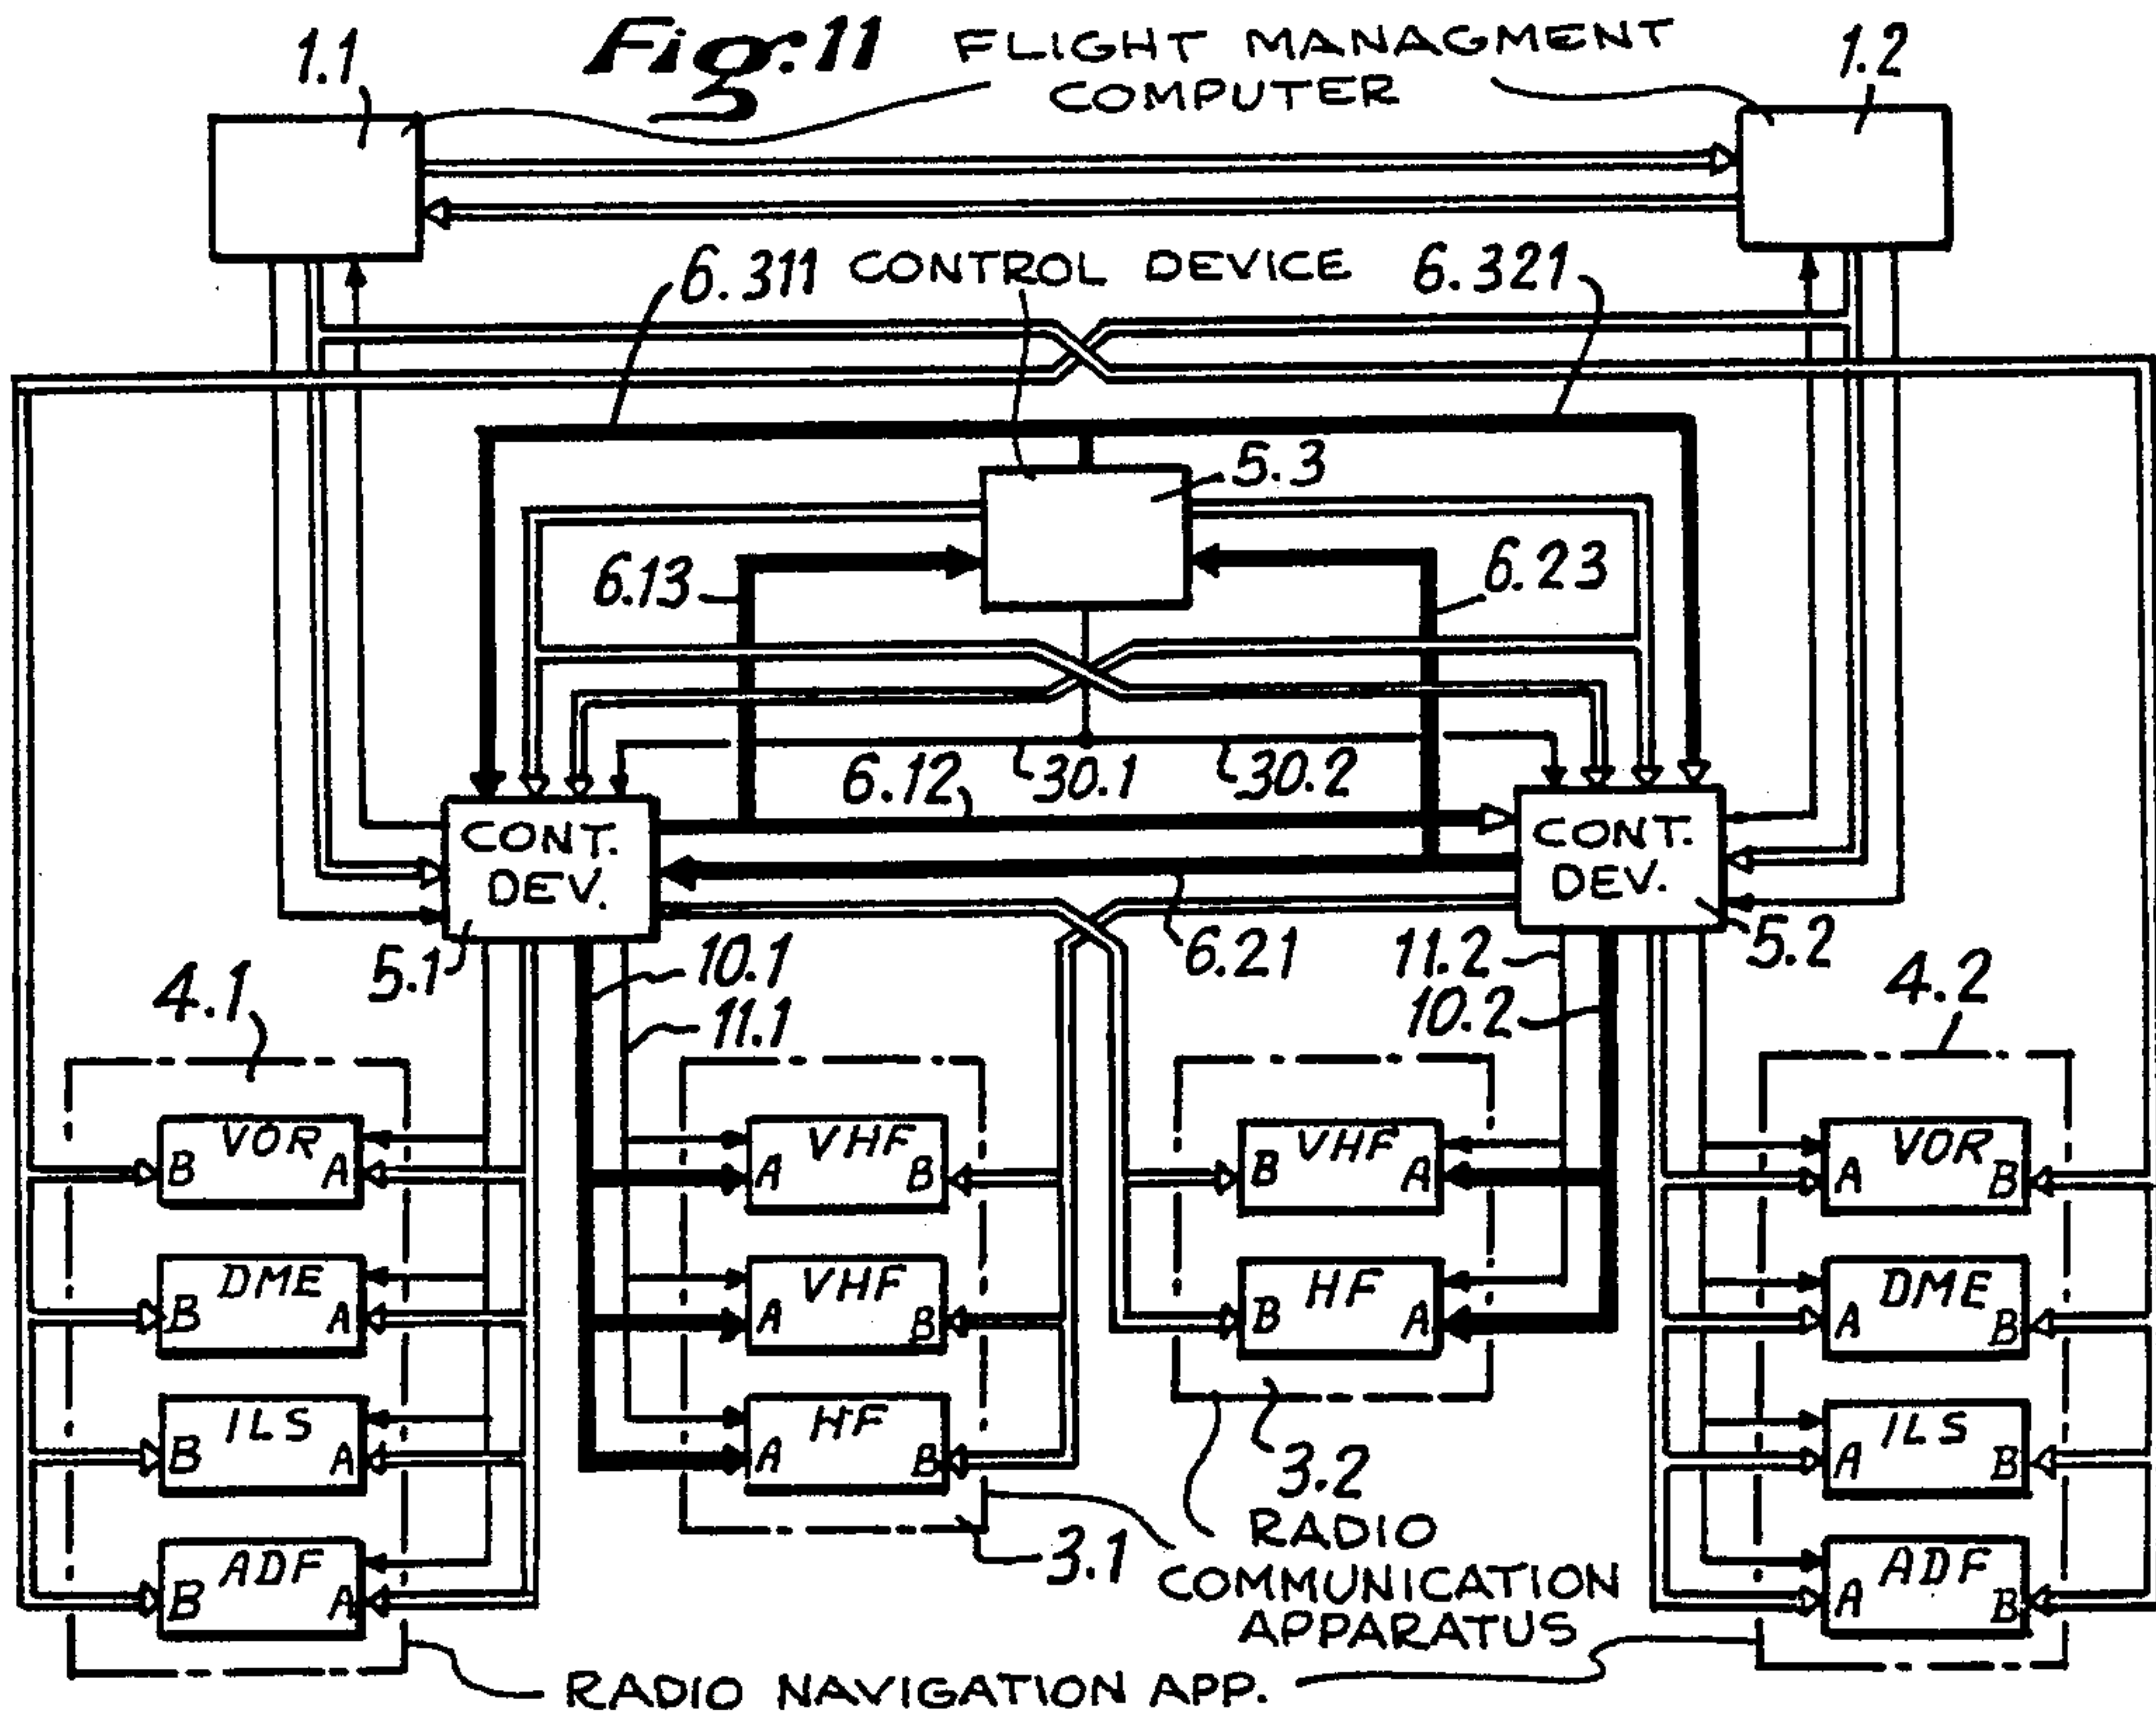 Fig. 11
FLIGHT MANAGMENT
COMPUTER
1.1
1.2
6.311
CONTROL DEVICE
6.321
5.3
6.13
6.23
6.12
30.1
30.2
CONT.
DEV.
CONT.
DEV.
5.1
10.1
11.1
6.21
11.2
10.2
5.2
4.1
4.2
VOR
B
A
VHF
A
B
VHF
B
A
VOR
A
B
DME
B
A
VHF
A
B
HF
B
A
DME
A
B
ILS
B
A
HF
A
B
ILS
A
B
ADF
B
A
ADF
A
B
3.1
3.2
RADIO
COMMUNICATION
APPARATUS
RADIO NAVIGATION APP.